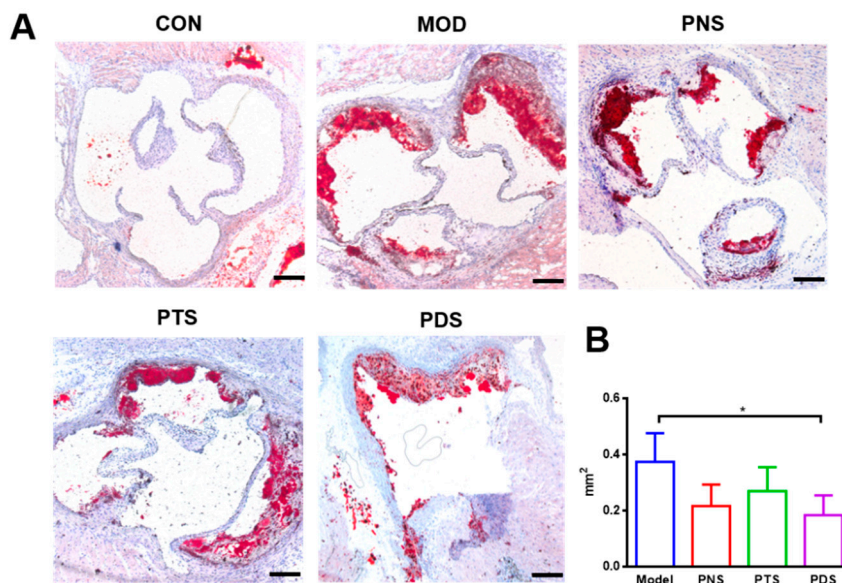 A
CON
MOD
PNS
PTS
PDS
B
*
0.6
0.4
0.2
0.0
mm²
Model
PNS
PTS
PDS